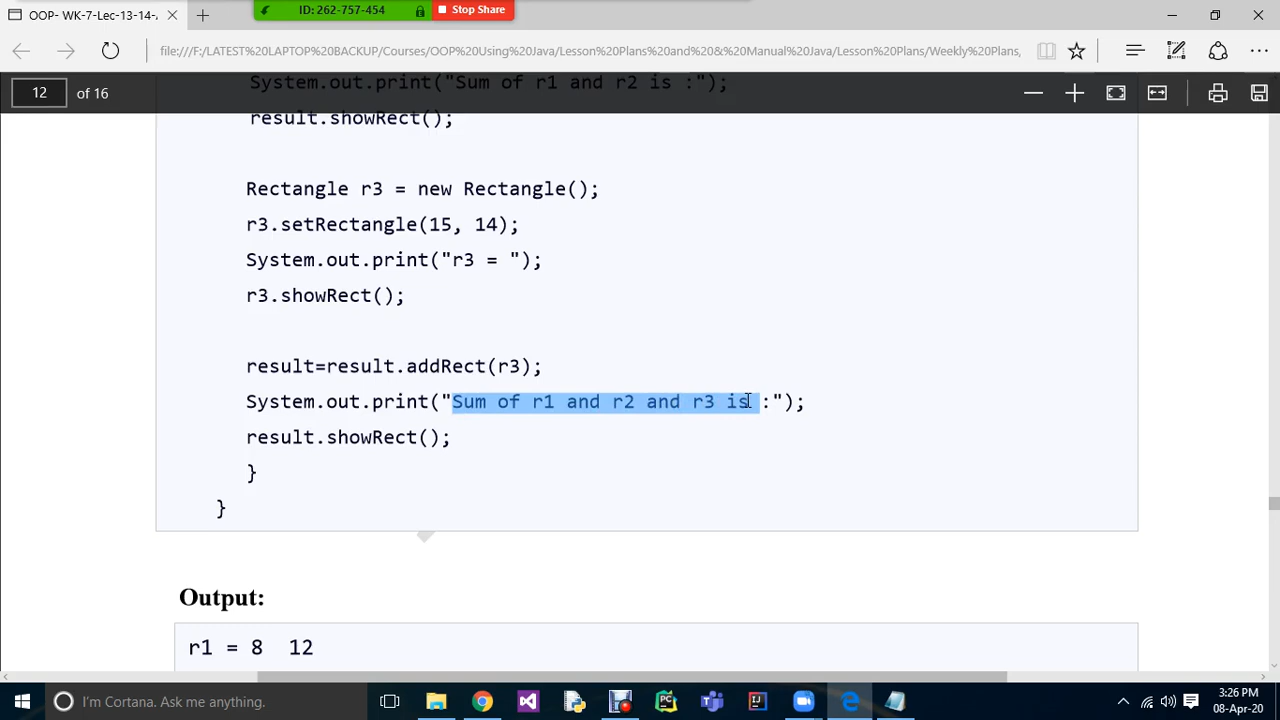 OOP- WK-7-Lec-13-14-
ID: 262-757-454
Stop Share
file:///F:/LATEST%20LAPTOP%20BACKUP/Courses/OOP%20Using%20Java/Lesson%20Plans%20and%20&%20Manual%20Java/Lesson%20Plans/Weekly%20Plans,
12 of 16
System.out.print("Sum of r1 and r2 is :");
result.showRect();
Rectangle r3 = new Rectangle();
r3.setRectangle(15, 14);
System.out.print("r3 = ");
r3.showRect();
result=result.addRect(r3);
System.out.print("Sum of r1 and r2 and r3 is :");
result.showRect();
}
}
Output:
r1 = 8 12
I'm Cortana. Ask me anything.
3:26 PM
08-Apr-20